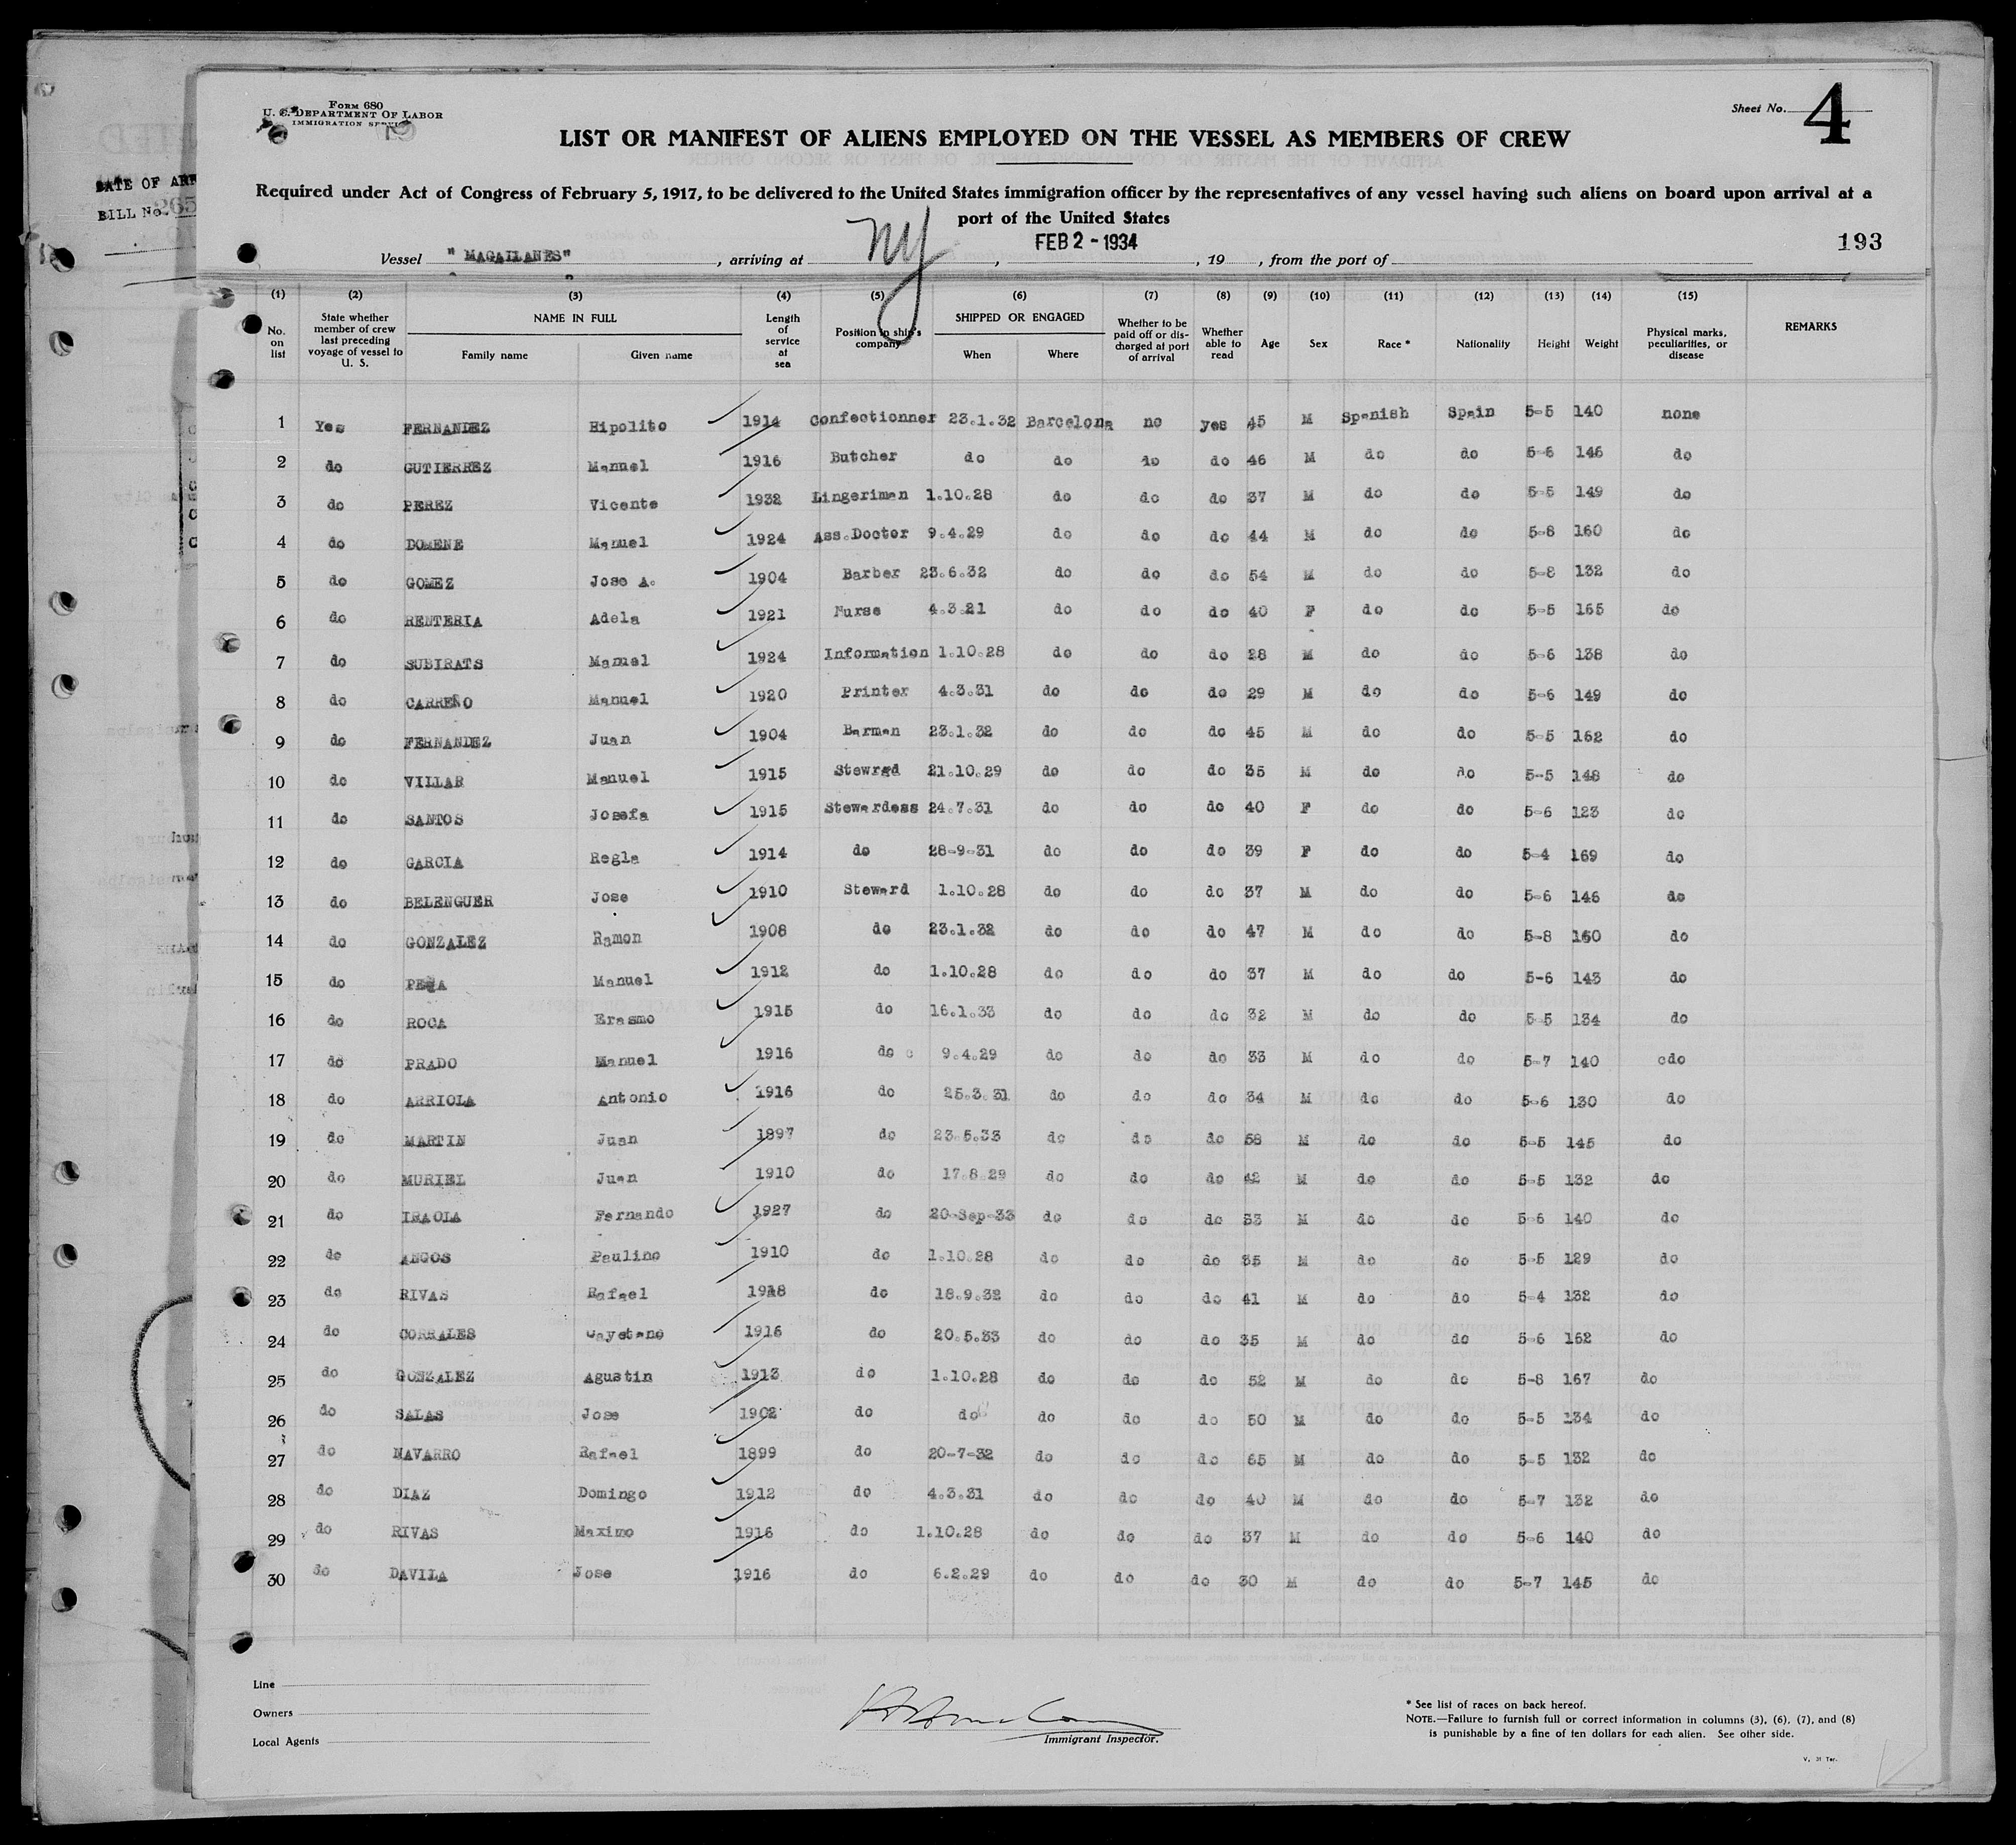 Form 680
U. S. DEPARTMENT OF LABOR
IMMIGRATION SERVICE
Sheet No. 4
LIST OR MANIFEST OF ALIENS EMPLOYED ON THE VESSEL AS MEMBERS OF CREW
Required under Act of Congress of February 5, 1917, to be delivered to the United States immigration officer by the representatives of any vessel having such aliens on board upon arrival at a
port of the United States
DATE OF ARR
BILL No. 265
193
Vessel "MAGALLANES", arriving at NY, FEB 2 - 1934, 19 , from the port of
(1) (2) (3) (4) (5) (6) (7) (8) (9) (10) (11) (12) (13) (14) (15)
No. on list State whether member of crew last preceding voyage of vessel to U. S. NAME IN FULL Family name Given name Length of service at sea Position in ship's company SHIPPED OR ENGAGED When Where Whether to be paid off or discharged at port of arrival Whether able to read Age Sex Race * Nationality Height Weight Physical marks, peculiarities, or disease REMARKS
1 Yes FERNANDEZ Hipolito 1914 Confectionner 23.1.32 Barcelona no yes 45 M Spanish Spain 5-5 140 none
2 do GUTIERREZ Manuel 1916 Butcher do do do do 46 M do do 5-6 146 do
3 do PEREZ Vicente 1932 Lingeriman 1.10.28 do do do 37 M do do 5-5 149 do
4 do DOMENE Manuel 1924 Ass.Doctor 9.4.29 do do do 44 M do do 5-8 160 do
5 do GOMEZ Jose A. 1904 Barber 23.6.32 do do do 54 M do do 5-8 132 do
6 do RENTERIA Adela 1921 Nurse 4.3.21 do do do 40 F do do 5-5 165 do
7 do SUBIRATS Manuel 1924 Information 1.10.28 do do do 28 M do do 5-6 138 do
8 do CARREÑO Manuel 1920 Printer 4.3.31 do do do 29 M do do 5-6 149 do
9 do FERNANDEZ Juan 1904 Barman 23.1.32 do do do 45 M do do 5-5 162 do
10 do VILLAR Manuel 1915 Stewrad 21.10.29 do do do 35 M do do 5-5 148 do
11 do SANTOS Josefa 1915 Stewardess 24.7.31 do do do 40 F do do 5-6 123 do
12 do GARCIA Regla 1914 do 28-9-31 do do do 39 F do do 5-4 169 do
13 do BELENGUER Jose 1910 Steward 1.10.28 do do do 37 M do do 5-6 146 do
14 do GONZALEZ Ramon 1908 do 23.1.32 do do do 47 M do do 5-8 160 do
15 do PEÑA Manuel 1912 do 1.10.28 do do do 37 M do do 5-6 143 do
16 do ROCA Erasmo 1915 do 16.1.33 do do do 32 M do do 5-5 134 do
17 do PRADO Manuel 1916 do 9.4.29 do do do 33 M do do 5-7 140 do
18 do ARRIOLA Antonio 1916 do 25.3.31 do do do 34 M do do 5-6 130 do
19 do MARTIN Juan 1897 do 23.5.33 do do do 58 M do do 5-5 145 do
20 do MURIEL Juan 1910 do 17.8.29 do do do 42 M do do 5-5 132 do
21 do IRAOLA Fernando 1927 do 20-Sep-33 do do do 33 M do do 5-6 140 do
22 do ANGOS Paulino 1910 do 1.10.28 do do do 35 M do do 5-5 129 do
23 do RIVAS Rafael 1918 do 18.9.32 do do do 41 M do do 5-4 132 do
24 do CORRALES Cayetano 1916 do 20.5.33 do do do 35 M do do 5-6 162 do
25 do GONZALEZ Agustin 1913 do 1.10.28 do do do 52 M do do 5-8 167 do
26 do SALAS Jose 1902 do do do do do 50 M do do 5-5 134 do
27 do NAVARRO Rafael 1899 do 20-7-32 do do do 65 M do do 5-5 132 do
28 do DIAZ Domingo 1912 do 4.3.31 do do do 40 M do do 5-7 132 do
29 do RIVAS Maximo 1916 do 1.10.28 do do do 37 M do do 5-6 140 do
30 do DAVILA Jose 1916 do 6.2.29 do do do 30 M do do 5-7 145 do
Line
Owners
Local Agents
Immigrant Inspector.
* See list of races on back hereof.
NOTE.—Failure to furnish full or correct information in columns (3), (6), (7), and (8)
is punishable by a fine of ten dollars for each alien. See other side.